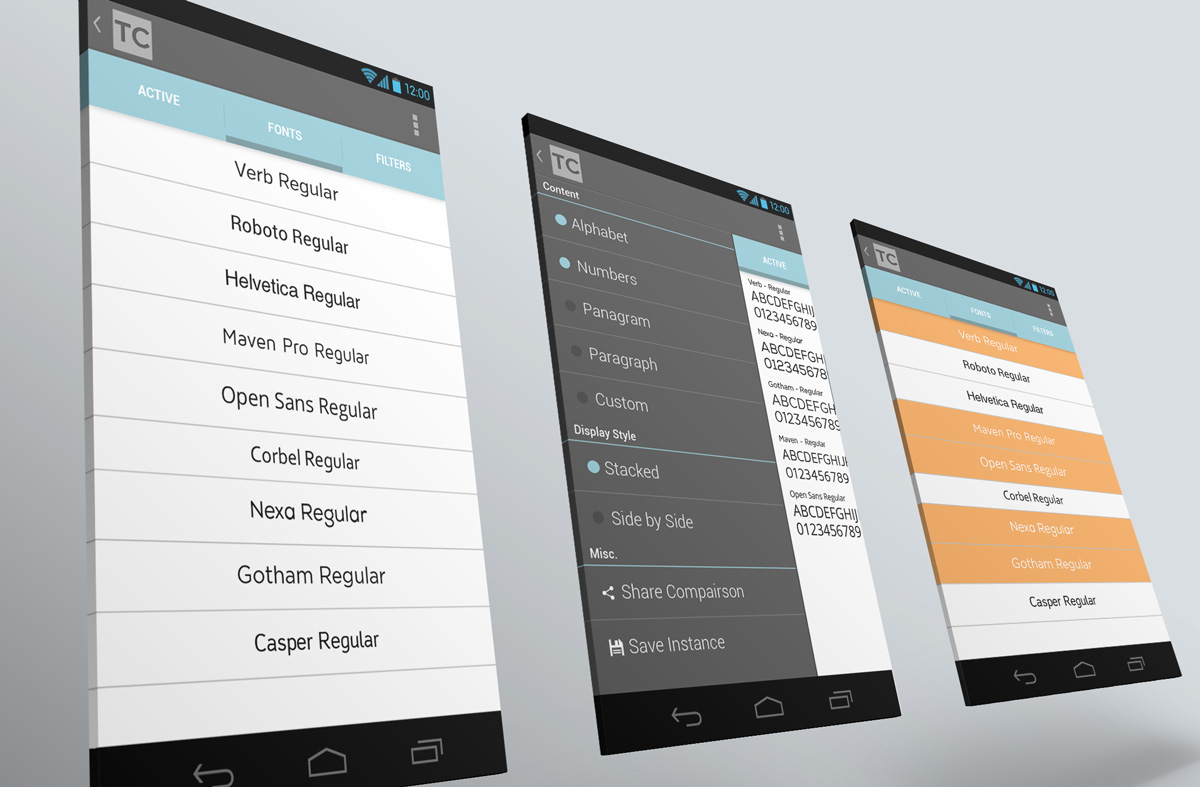 TC
12:00
ACTIVE
FONTS
FILTERS
Verb Regular
Roboto Regular
Helvetica Regular
Maven Pro Regular
Open Sans Regular
Corbel Regular
Nexa Regular
Gotham Regular
Casper Regular
TC
12:00
Content
Alphabet
Numbers
Panagram
Paragraph
Custom
Display Style
Stacked
Side by Side
Misc.
Share Compairson
Save Instance
ACTIVE
Verb - Regular
ABCDEFGHIJ
0123456789
Nexa - Regular
ABCDEFGH
012345678
Gotham - Regular
ABCDEFGH
0123456789
Maven - Regular
ABCDEFGHIJ
0123456789
Open Sans Regular
ABCDEFGHIJ
0123456789
TC
12:00
ACTIVE
FONTS
FILTERS
Verb Regular
Roboto Regular
Helvetica Regular
Maven Pro Regular
Open Sans Regular
Corbel Regular
Nexa Regular
Gotham Regular
Casper Regular